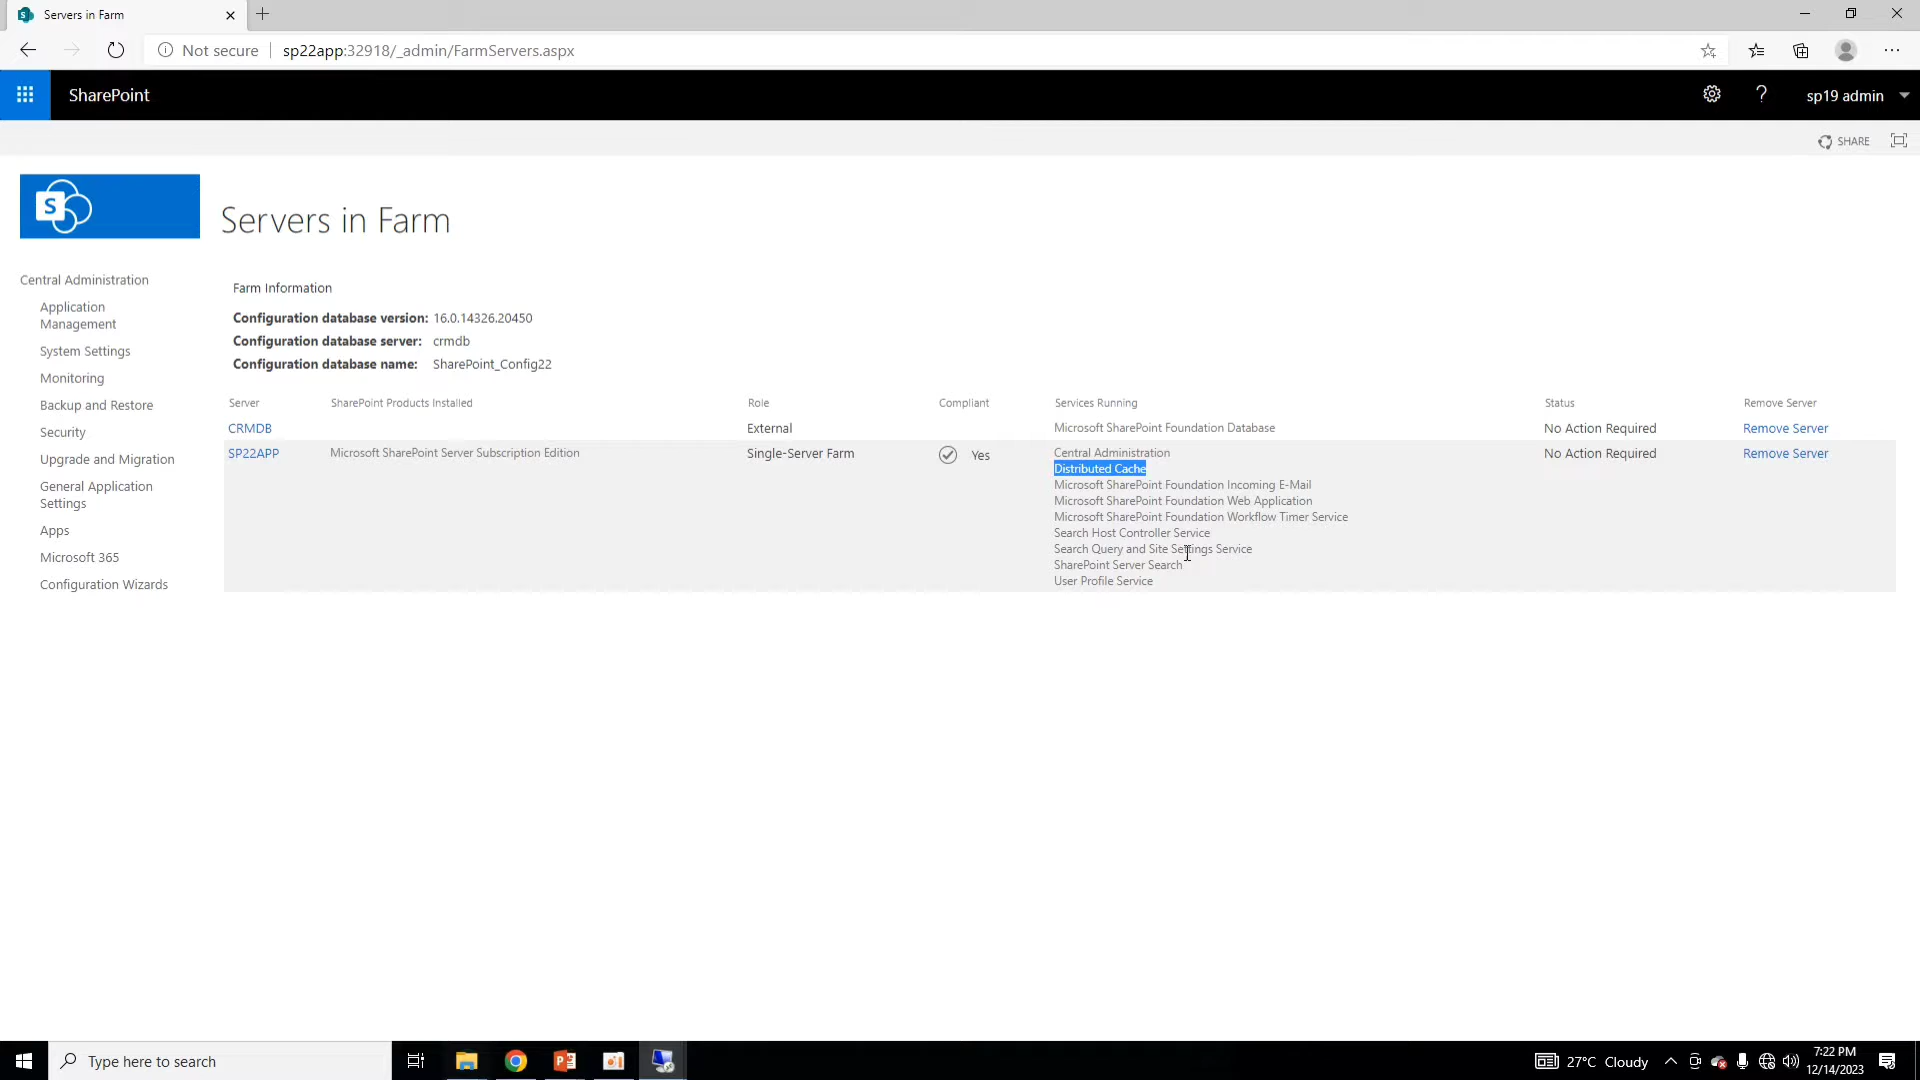 Servers in Farm
Not secure sp22app:32918/_admin/FarmServers.aspx
SharePoint
sp19 admin
SHARE
S
Servers in Farm
Central Administration
Application
Management
System Settings
Monitoring
Backup and Restore
Security
Upgrade and Migration
General Application
Settings
Apps
Microsoft 365
Configuration Wizards
Farm Information
Configuration database version: 16.0.14326.20450
Configuration database server: crmdb
Configuration database name: SharePoint_Config22
Server SharePoint Products Installed Role Compliant Services Running Status Remove Server
CRMDB External Microsoft SharePoint Foundation Database No Action Required Remove Server
SP22APP Microsoft SharePoint Server Subscription Edition Single-Server Farm Yes Central Administration No Action Required Remove Server
Distributed Cache
Microsoft SharePoint Foundation Incoming E-Mail
Microsoft SharePoint Foundation Web Application
Microsoft SharePoint Foundation Workflow Timer Service
Search Host Controller Service
Search Query and Site Settings Service
SharePoint Server Search
User Profile Service
Type here to search
27°C Cloudy
7:22 PM
12/14/2023